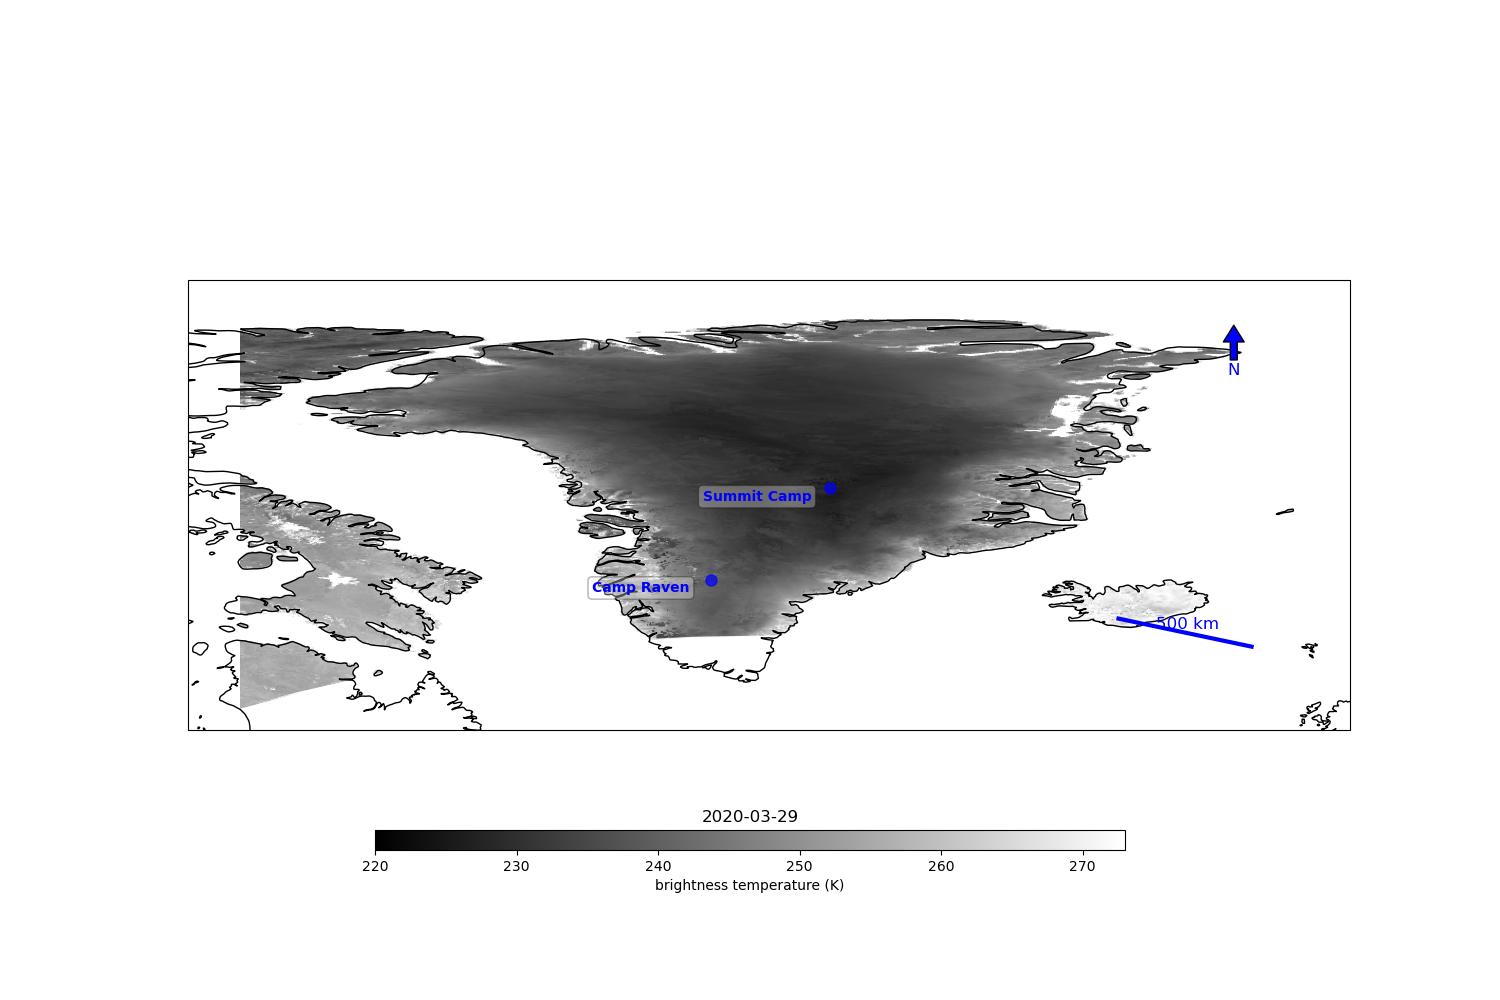 N
Summit Camp
Camp Raven
500 km
2020-03-29
220 230 240 250 260 270
brightness temperature (K)